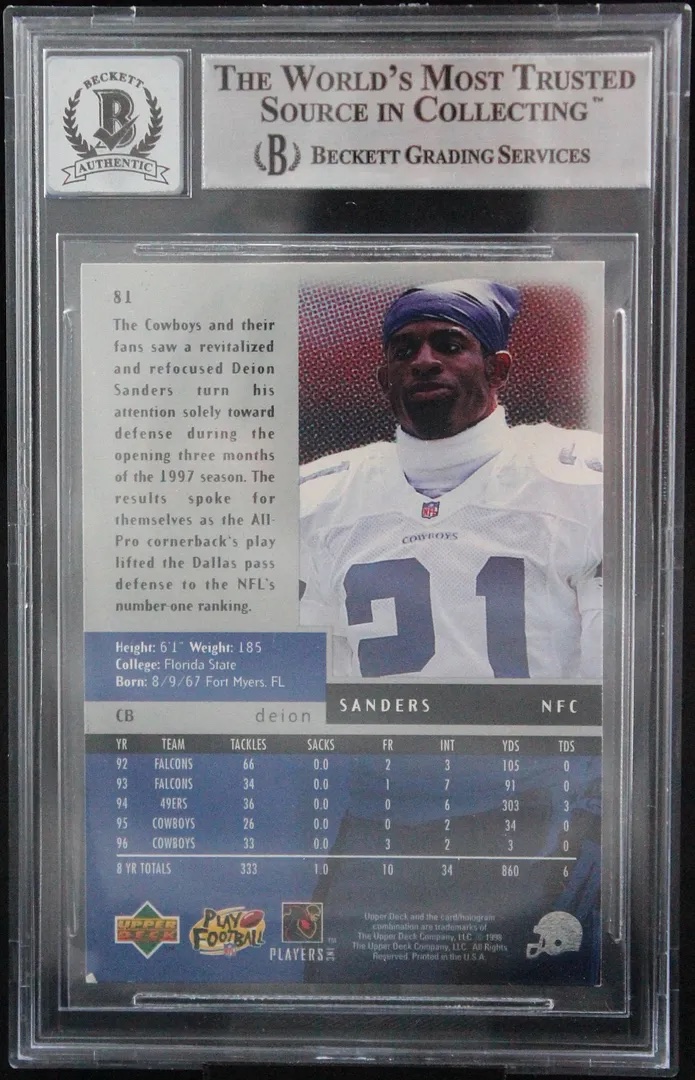 BECKETT
B
AUTHENTIC
THE WORLD'S MOST TRUSTED
SOURCE IN COLLECTING™
B BECKETT GRADING SERVICES
81
The Cowboys and their
fans saw a revitalized
and refocused Deion
Sanders turn his
attention solely toward
defense during the
opening three months
of the 1997 season. The
results spoke for
themselves as the All-
Pro cornerback's play
lifted the Dallas pass
defense to the NFL's
number-one ranking.
NFL
COWBOYS
21
Height: 6'1" Weight: 185
College: Florida State
Born: 8/9/67 Fort Myers, FL
SANDERS NFC
CB deion
YR TEAM TACKLES SACKS FR INT YDS TDS
92 FALCONS 66 0.0 2 3 105 0
93 FALCONS 34 0.0 1 7 91 0
94 49ERS 36 0.0 0 6 303 3
95 COWBOYS 26 0.0 0 2 34 0
96 COWBOYS 33 0.0 3 2 3 0
8 YR TOTALS 333 1.0 10 34 860 6
UPPER DECK
PLAY FOOTBALL
PLAYERS INC™
Upper Deck and the card/hologram
combination are trademarks of
The Upper Deck Company, LLC. © 1998
The Upper Deck Company, LLC. All Rights
Reserved. Printed in the U.S.A.